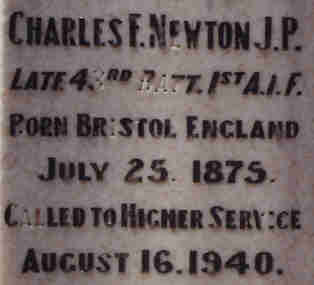 CHARLES F. NEWTON J.P.
LATE 43RD BATT. 1ST A.I.F.
BORN BRISTOL ENGLAND
JULY 25. 1875.
CALLED TO HIGHER SERVICE
AUGUST 16. 1940.